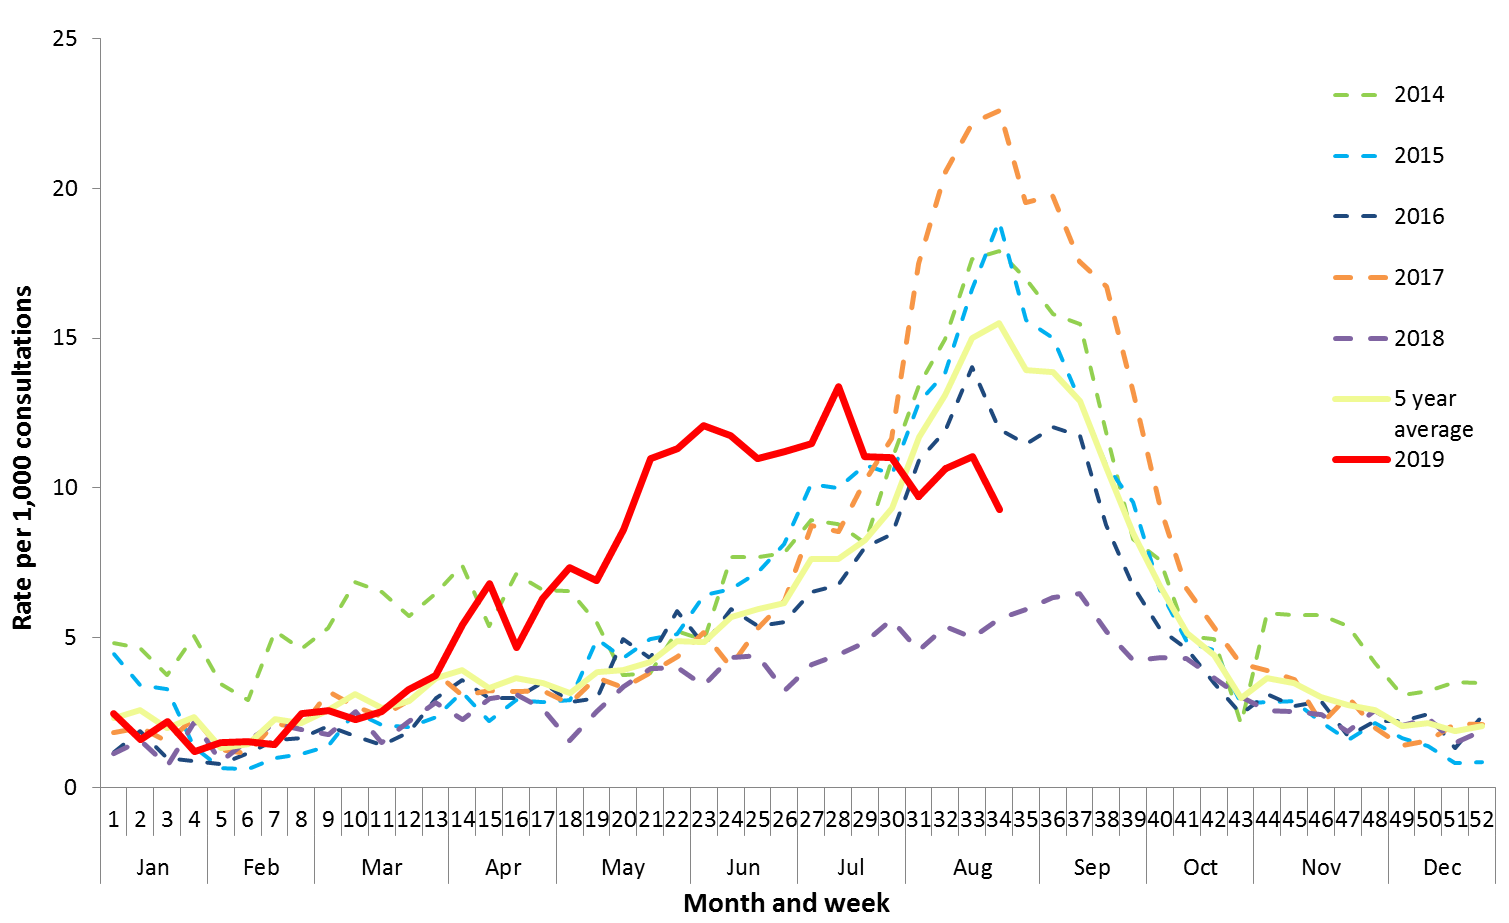 25
20
15
10
5
0
Rate per 1,000 consultations
2014
2015
2016
2017
2018
5 year
average
2019
1 2 3 4 5 6 7 8 9 10 11 12 13 14 15 16 17 18 19 20 21 22 23 24 25 26 27 28 29 30 31 32 33 34 35 36 37 38 39 40 41 42 43 44 45 46 47 48 49 50 51 52
Jan Feb Mar Apr May Jun Jul Aug Sep Oct Nov Dec
Month and week